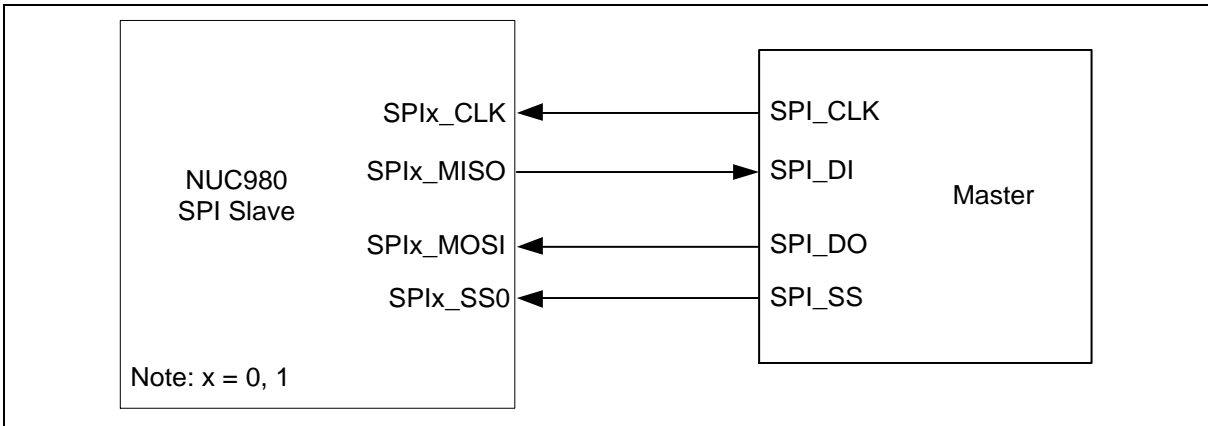 SPIx_CLK
SPI_CLK
SPIx_MISO
SPI_DI
NUC980
SPI Slave
Master
SPIx_MOSI
SPI_DO
SPIx_SS0
SPI_SS
Note: x = 0, 1